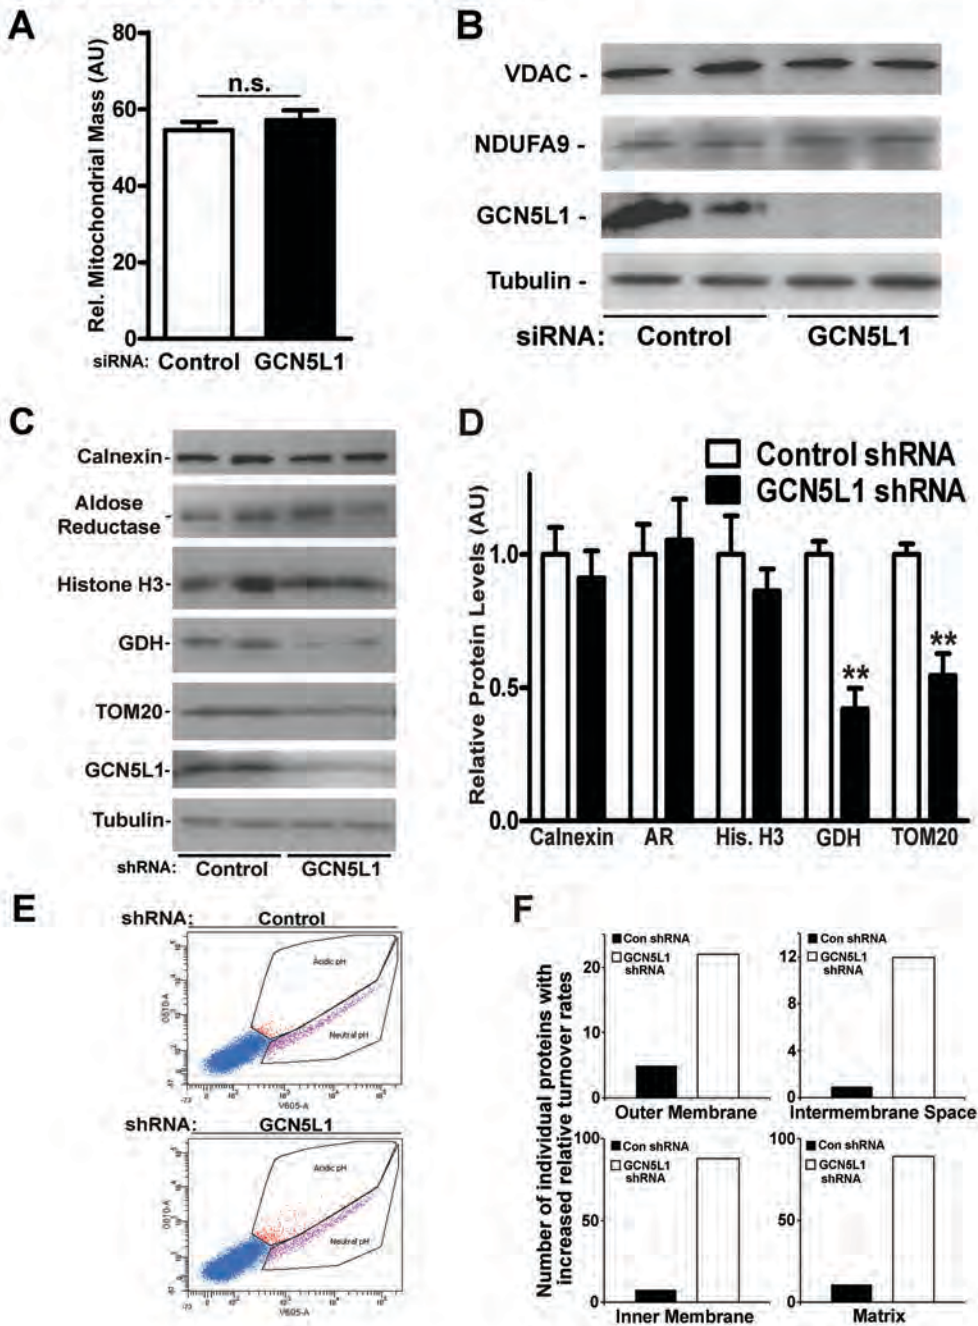 A
Rel. Mitochondrial Mass (AU)
80
60
40
20
0
n.s.
siRNA: Control GCN5L1
B
VDAC -
NDUFA9 -
GCN5L1 -
Tubulin -
siRNA: Control GCN5L1
C
Calnexin-
Aldose
Reductase-
Histone H3-
GDH-
TOM20-
GCN5L1-
Tubulin-
shRNA: Control GCN5L1
D
Control shRNA
GCN5L1 shRNA
Relative Protein Levels (AU)
1.0
0.5
0.0
**
**
Calnexin AR His. H3 GDH TOM20
E
shRNA: Control
Acidic pH
Neutral pH
V605-A
shRNA: GCN5L1
Acidic pH
Neutral pH
V605-A
F
Number of individual proteins with
increased relative turnover rates
Con shRNA
GCN5L1
shRNA
20
10
0
Outer Membrane
Con shRNA
GCN5L1
shRNA
12
8
4
0
Intermembrane Space
Con shRNA
GCN5L1
shRNA
100
50
0
Inner Membrane
Con shRNA
GCN5L1
shRNA
100
50
0
Matrix